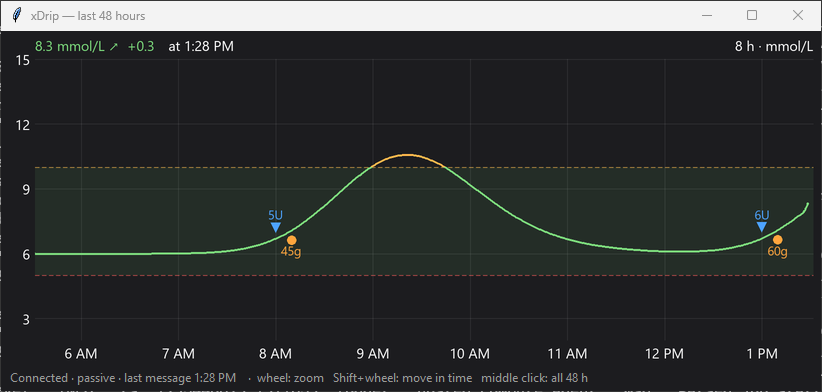 xDrip — last 48 hours
8.3 mmol/L ↗ +0.3 at 1:28 PM
8 h · mmol/L
15
12
9
6
3
5U
45g
6U
60g
6 AM 7 AM 8 AM 9 AM 10 AM 11 AM 12 PM 1 PM
Connected · passive · last message 1:28 PM · wheel: zoom Shift+wheel: move in time middle click: all 48 h